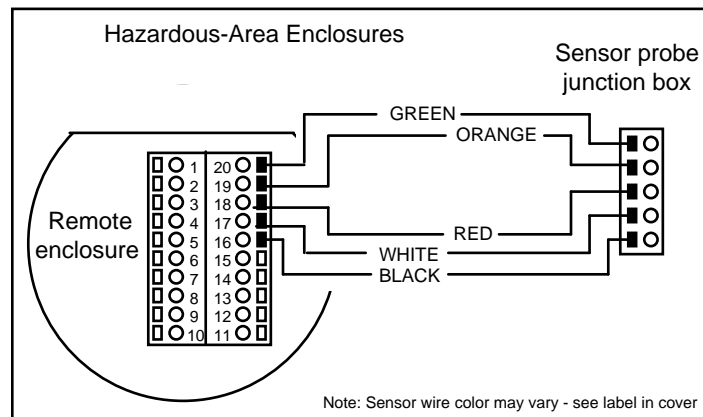 Hazardous-Area Enclosures
Sensor probe
junction box
GREEN
ORANGE
RED
WHITE
BLACK
Remote
enclosure
1 20
2 19
3 18
4 17
5 16
6 15
7 14
8 13
9 12
10 11
Note: Sensor wire color may vary - see label in cover